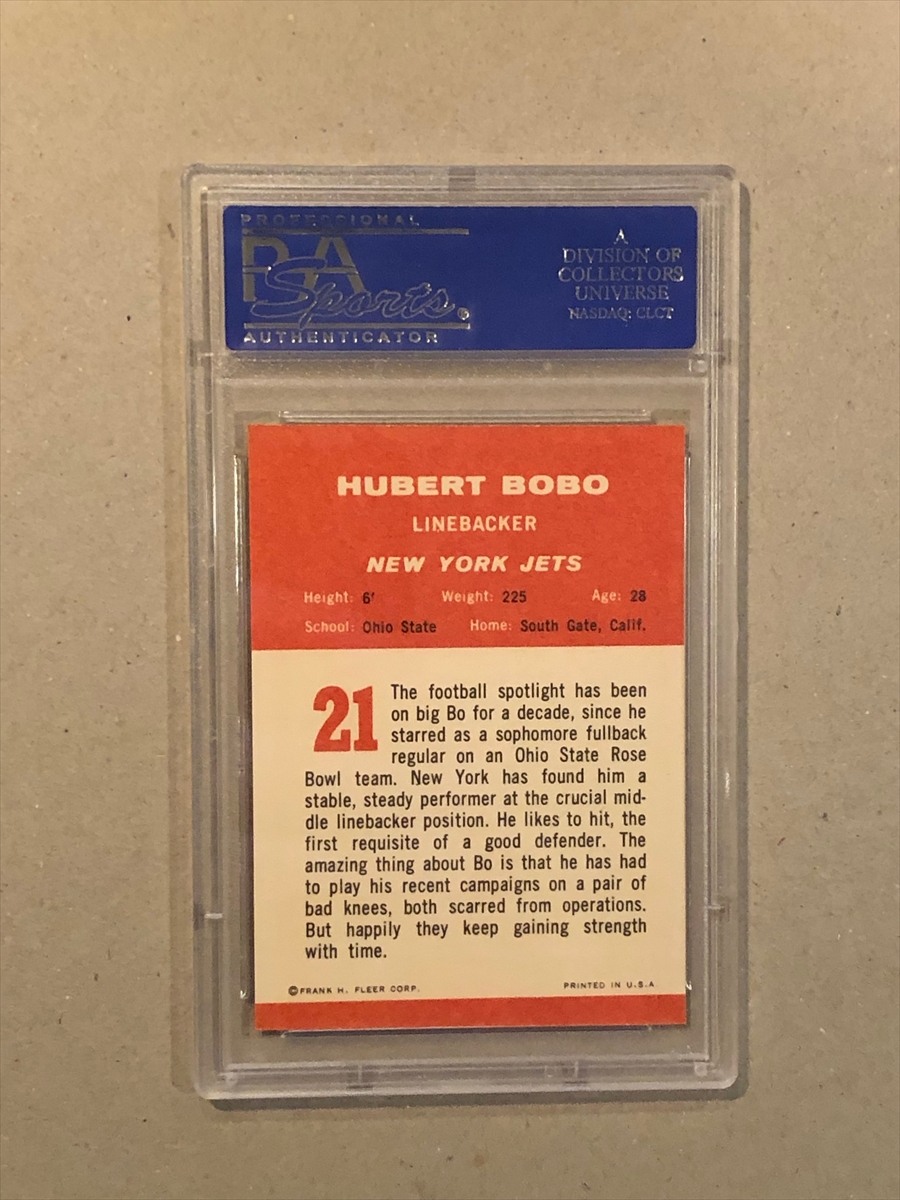 PROFESSIONAL
PSA
Sports®
AUTHENTICATOR
A
DIVISION OF
COLLECTORS
UNIVERSE
NASDAQ: CLCT
HUBERT BOBO
LINEBACKER
NEW YORK JETS
Height: 6' Weight: 225 Age: 28
School: Ohio State Home: South Gate, Calif.
21 The football spotlight has been
on big Bo for a decade, since he
starred as a sophomore fullback
regular on an Ohio State Rose
Bowl team. New York has found him a
stable, steady performer at the crucial mid-
dle linebacker position. He likes to hit, the
first requisite of a good defender. The
amazing thing about Bo is that he has had
to play his recent campaigns on a pair of
bad knees, both scarred from operations.
But happily they keep gaining strength
with time.
©FRANK H. FLEER CORP. PRINTED IN U.S.A